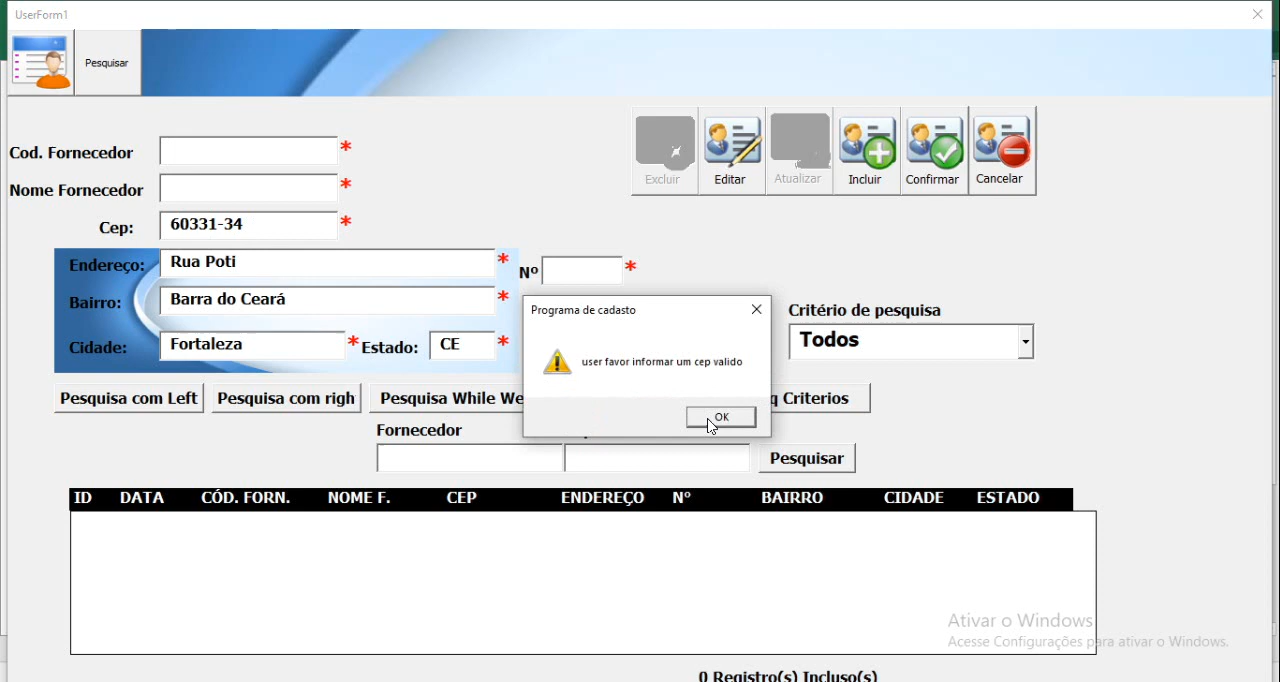 UserForm1
Pesquisar
Excluir
Editar
Atualizar
Incluir
Confirmar
Cancelar
Cod. Fornecedor *
Nome Fornecedor *
Cep: 60331-34 *
Endereço: Rua Poti *
Nº *
Bairro: Barra do Ceará *
Cidade: Fortaleza *
Estado: CE *
Programa de cadasto
user favor informar um cep valido
OK
Critério de pesquisa
Todos
Pesquisa com Left
Pesquisa com righ
Pesquisa While We
q Criterios
Fornecedor
Pesquisar
ID DATA CÓD. FORN. NOME F. CEP ENDEREÇO Nº BAIRRO CIDADE ESTADO
Ativar o Windows
Acesse Configurações para ativar o Windows.
0 Registro(s) Incluso(s)